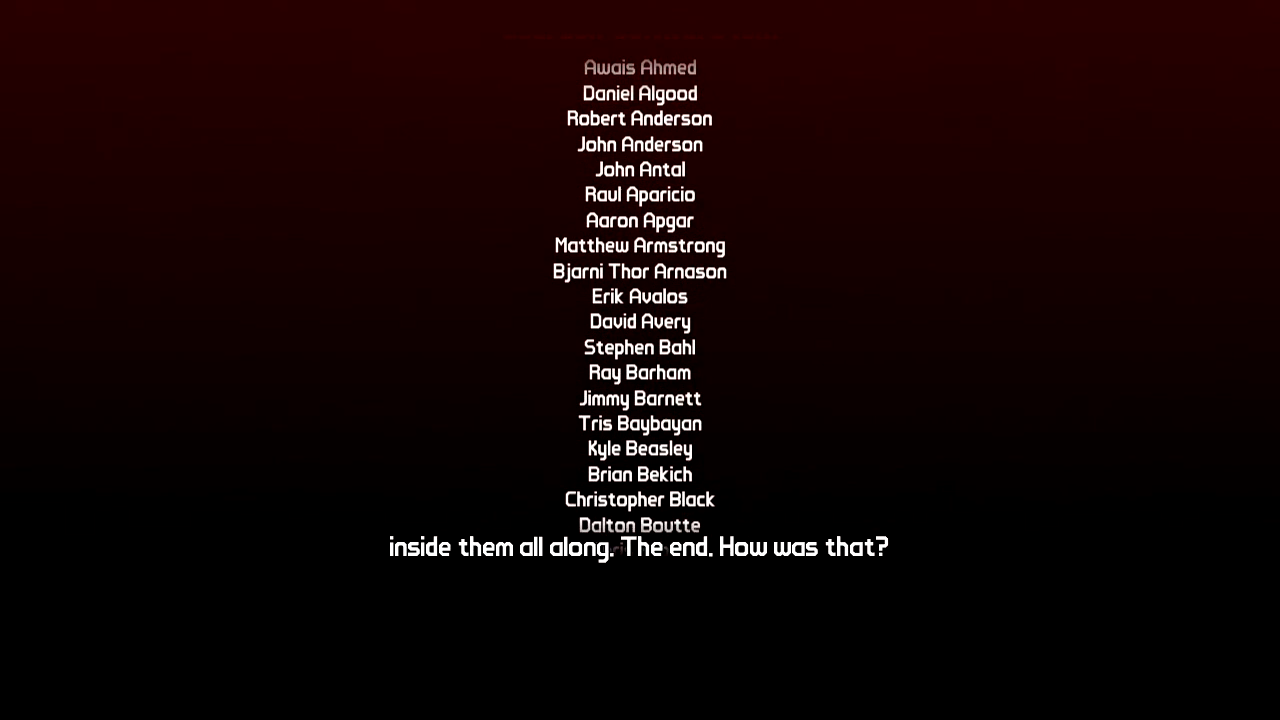 Awais Ahmed
Daniel Algood
Robert Anderson
John Anderson
John Antal
Raul Aparicio
Aaron Apgar
Matthew Armstrong
Bjarni Thor Arnason
Erik Avalos
David Avery
Stephen Bahl
Ray Barham
Jimmy Barnett
Tris Baybayan
Kyle Beasley
Brian Bekich
Christopher Black
Dalton Boutte
inside them all along. The end. How was that?